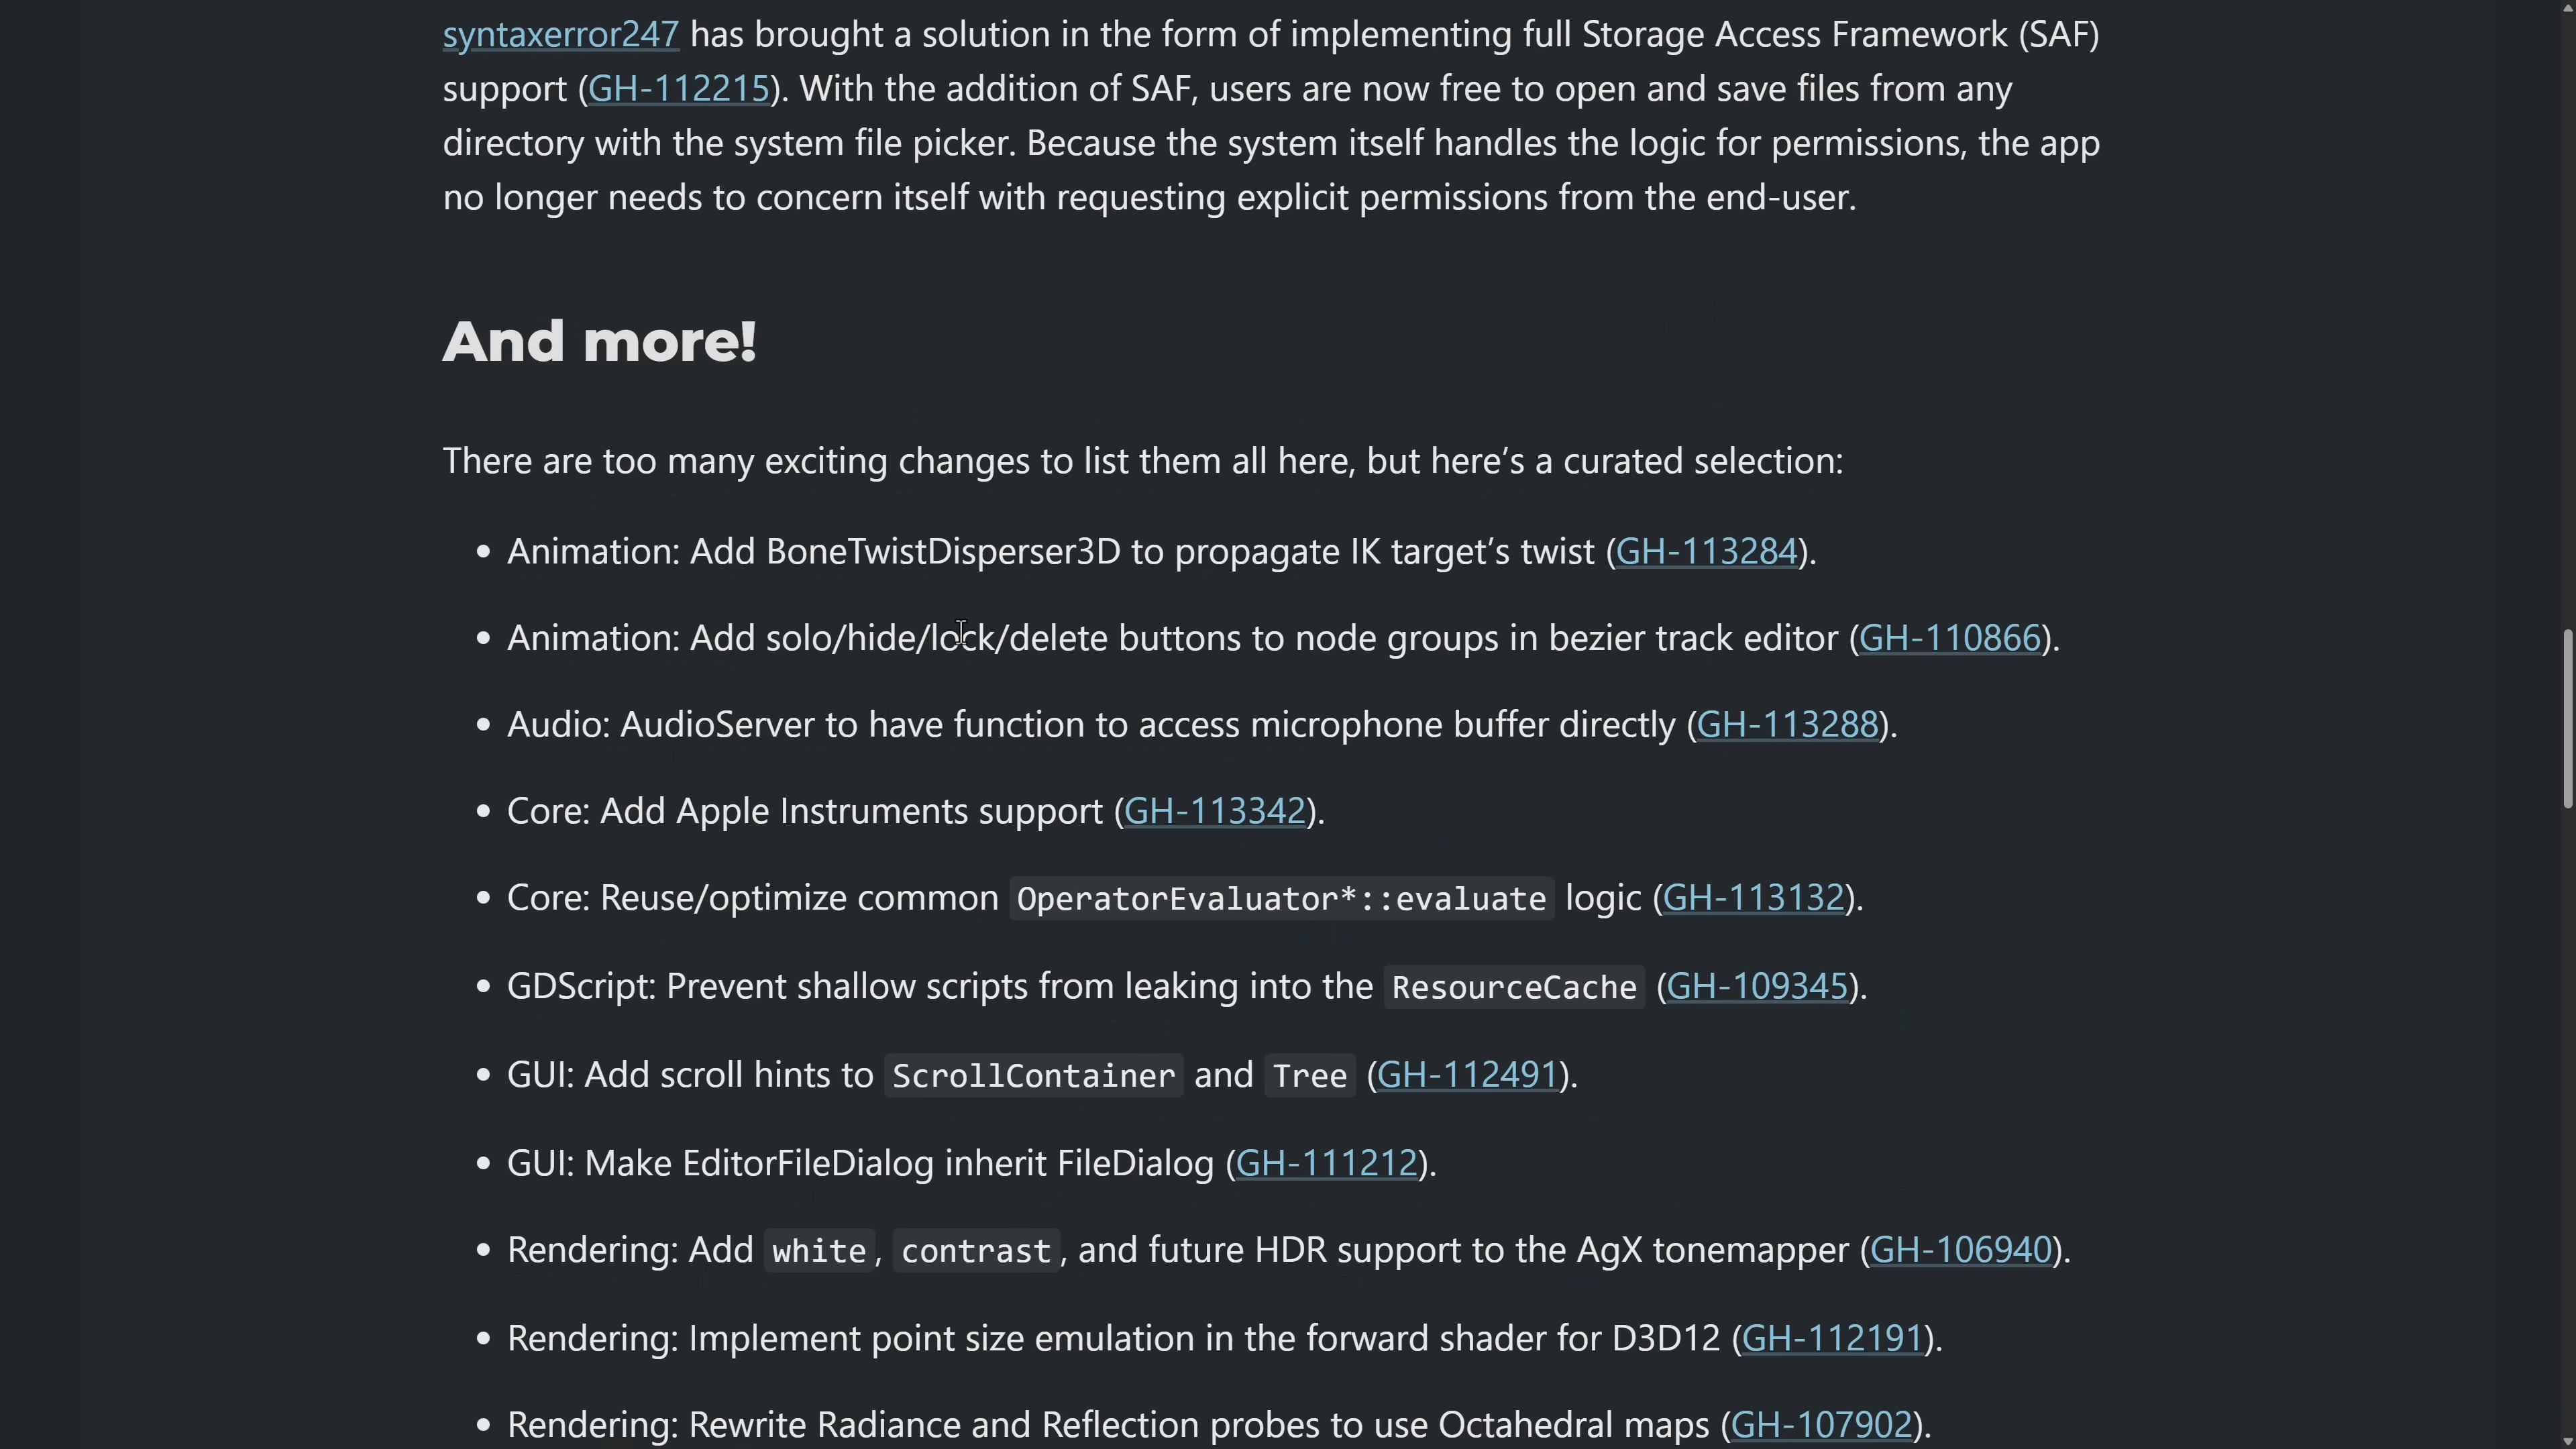 syntaxerror247 has brought a solution in the form of implementing full Storage Access Framework (SAF)
support (GH-112215). With the addition of SAF, users are now free to open and save files from any
directory with the system file picker. Because the system itself handles the logic for permissions, the app
no longer needs to concern itself with requesting explicit permissions from the end-user.
And more!
There are too many exciting changes to list them all here, but here’s a curated selection:
• Animation: Add BoneTwistDisperser3D to propagate IK target’s twist (GH-113284).
• Animation: Add solo/hide/lock/delete buttons to node groups in bezier track editor (GH-110866).
• Audio: AudioServer to have function to access microphone buffer directly (GH-113288).
• Core: Add Apple Instruments support (GH-113342).
• Core: Reuse/optimize common OperatorEvaluator*::evaluate logic (GH-113132).
• GDScript: Prevent shallow scripts from leaking into the ResourceCache (GH-109345).
• GUI: Add scroll hints to ScrollContainer and Tree (GH-112491).
• GUI: Make EditorFileDialog inherit FileDialog (GH-111212).
• Rendering: Add white, contrast, and future HDR support to the AgX tonemapper (GH-106940).
• Rendering: Implement point size emulation in the forward shader for D3D12 (GH-112191).
• Rendering: Rewrite Radiance and Reflection probes to use Octahedral maps (GH-107902).